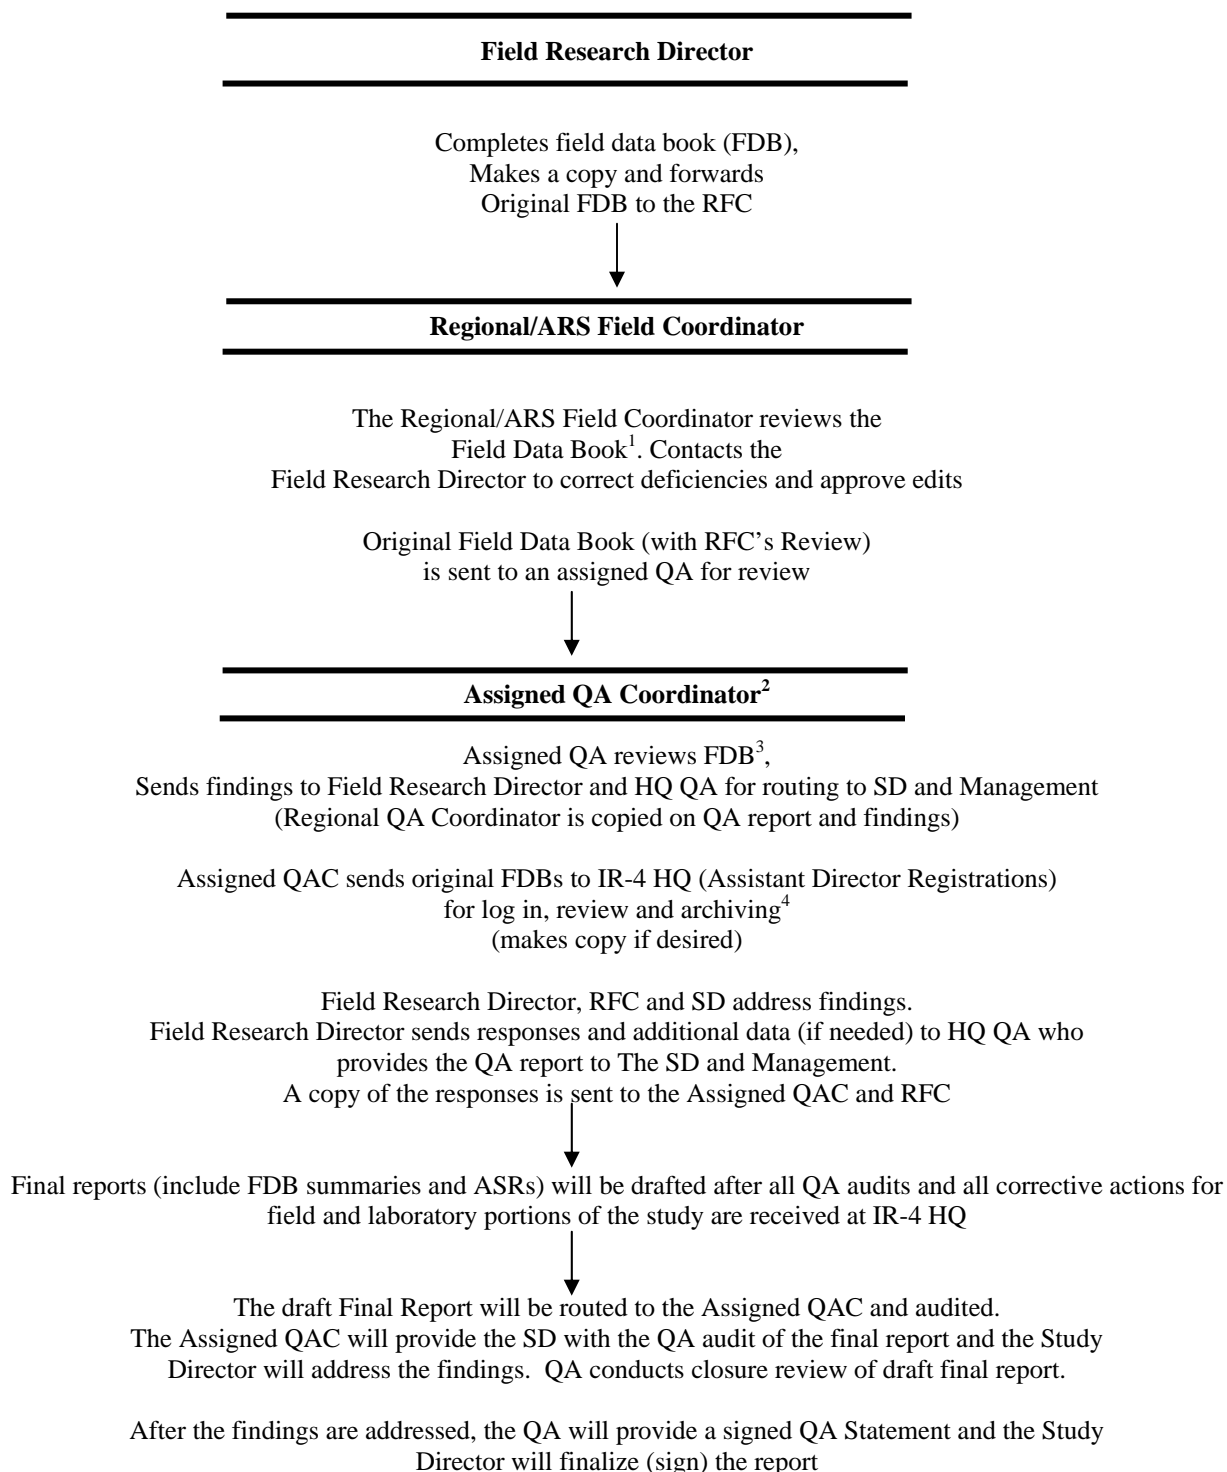 Field Research Director
Completes field data book (FDB),
Makes a copy and forwards
Original FDB to the RFC
Regional/ARS Field Coordinator
The Regional/ARS Field Coordinator reviews the
Field Data Book1. Contacts the
Field Research Director to correct deficiencies and approve edits
Original Field Data Book (with RFC's Review)
is sent to an assigned QA for review
Assigned QA Coordinator2
Assigned QA reviews FDB3,
Sends findings to Field Research Director and HQ QA for routing to SD and Management
(Regional QA Coordinator is copied on QA report and findings)
Assigned QAC sends original FDBs to IR-4 HQ (Assistant Director Registrations)
for log in, review and archiving4
(makes copy if desired)
Field Research Director, RFC and SD address findings.
Field Research Director sends responses and additional data (if needed) to HQ QA who
provides the QA report to The SD and Management.
A copy of the responses is sent to the Assigned QAC and RFC
Final reports (include FDB summaries and ASRs) will be drafted after all QA audits and all corrective actions for
field and laboratory portions of the study are received at IR-4 HQ
The draft Final Report will be routed to the Assigned QAC and audited.
The Assigned QAC will provide the SD with the QA audit of the final report and the Study
Director will address the findings.  QA conducts closure review of draft final report.
After the findings are addressed, the QA will provide a signed QA Statement and the Study
Director will finalize (sign) the report